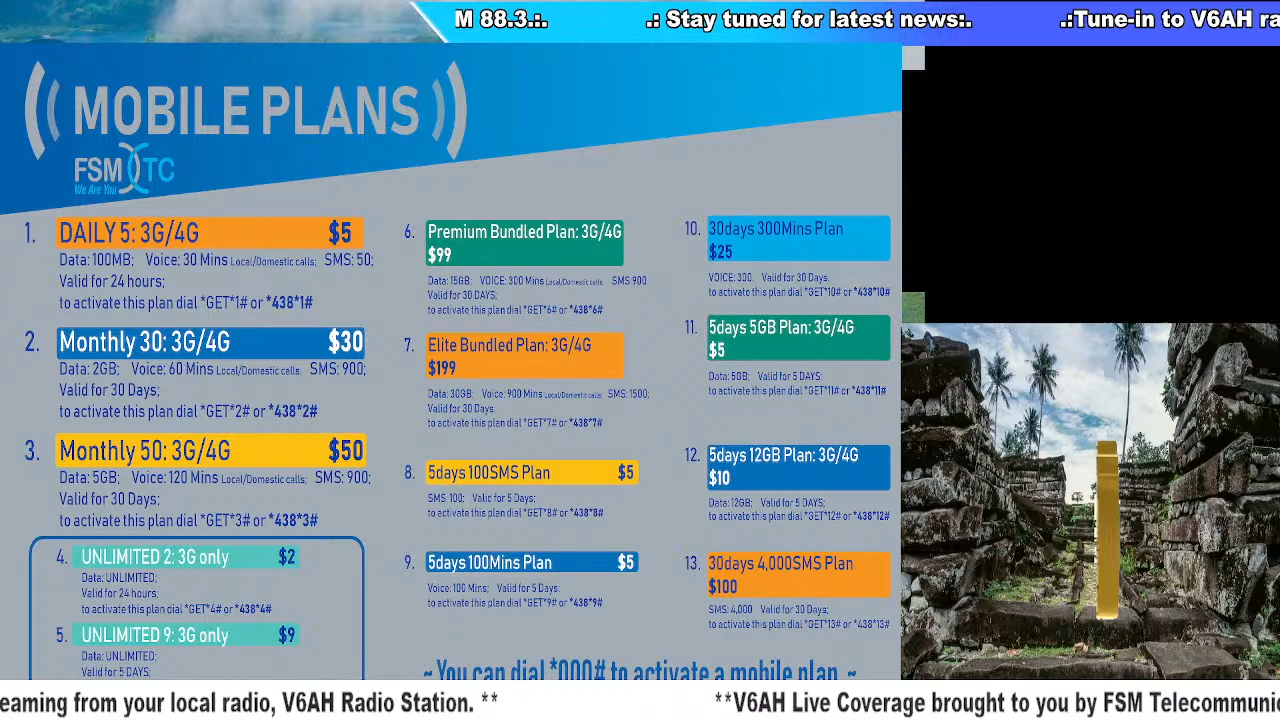 M 88.3.:.
.: Stay tuned for latest news:.
.:Tune-in to V6AH ra
MOBILE PLANS
FSM TC
We Are You
1. DAILY 5: 3G/4G $5
Data: 100MB; Voice: 30 Mins Local/Domestic calls; SMS: 50;
Valid for 24 hours;
to activate this plan dial *GET*1# or *438*1#
2. Monthly 30: 3G/4G $30
Data: 2GB; Voice: 60 Mins Local/Domestic calls; SMS: 900;
Valid for 30 Days;
to activate this plan dial *GET*2# or *438*2#
3. Monthly 50: 3G/4G $50
Data: 5GB; Voice: 120 Mins Local/Domestic calls; SMS: 900;
Valid for 30 Days;
to activate this plan dial *GET*3# or *438*3#
4. UNLIMITED 2: 3G only $2
Data: UNLIMITED;
Valid for 24 hours;
to activate this plan dial *GET*4# or *438*4#
5. UNLIMITED 9: 3G only $9
Data: UNLIMITED;
Valid for 5 DAYS;
6. Premium Bundled Plan: 3G/4G
$99
Data: 15GB; VOICE: 300 Mins Local/Domestic calls; SMS 900
Valid for 30 DAYS;
to activate this plan dial *GET*6# or *438*6#
7. Elite Bundled Plan: 3G/4G
$199
Data: 30GB; Voice: 900 Mins Local/Domestic calls; SMS: 1500;
Valid for 30 Days;
to activate this plan dial *GET*7# or *438*7#
8. 5days 100SMS Plan $5
SMS 100; Valid for 5 Days;
to activate this plan dial *GET*8# or *438*8#
9. 5days 100Mins Plan $5
Voice: 100 Mins; Valid for 5 Days;
to activate this plan dial *GET*9# or *438*9#
10. 30days 300Mins Plan
$25
VOICE: 300 Valid for 30 Days;
to activate this plan dial *GET*10# or *438*10#
11. 5days 5GB Plan: 3G/4G
$5
Data: 5GB; Valid for 5 DAYS;
to activate this plan dial *GET*11# or *438*11#
12. 5days 12GB Plan: 3G/4G
$10
Data: 12GB; Valid for 5 DAYS;
to activate this plan dial *GET*12# or *438*12#
13. 30days 4,000SMS Plan
$100
SMS: 4,000 Valid for 30 Days;
to activate this plan dial *GET*13# or *438*13#
~ You can dial *000# to activate a mobile plan ~
eaming from your local radio, V6AH Radio Station. **
**V6AH Live Coverage brought to you by FSM Telecommunic